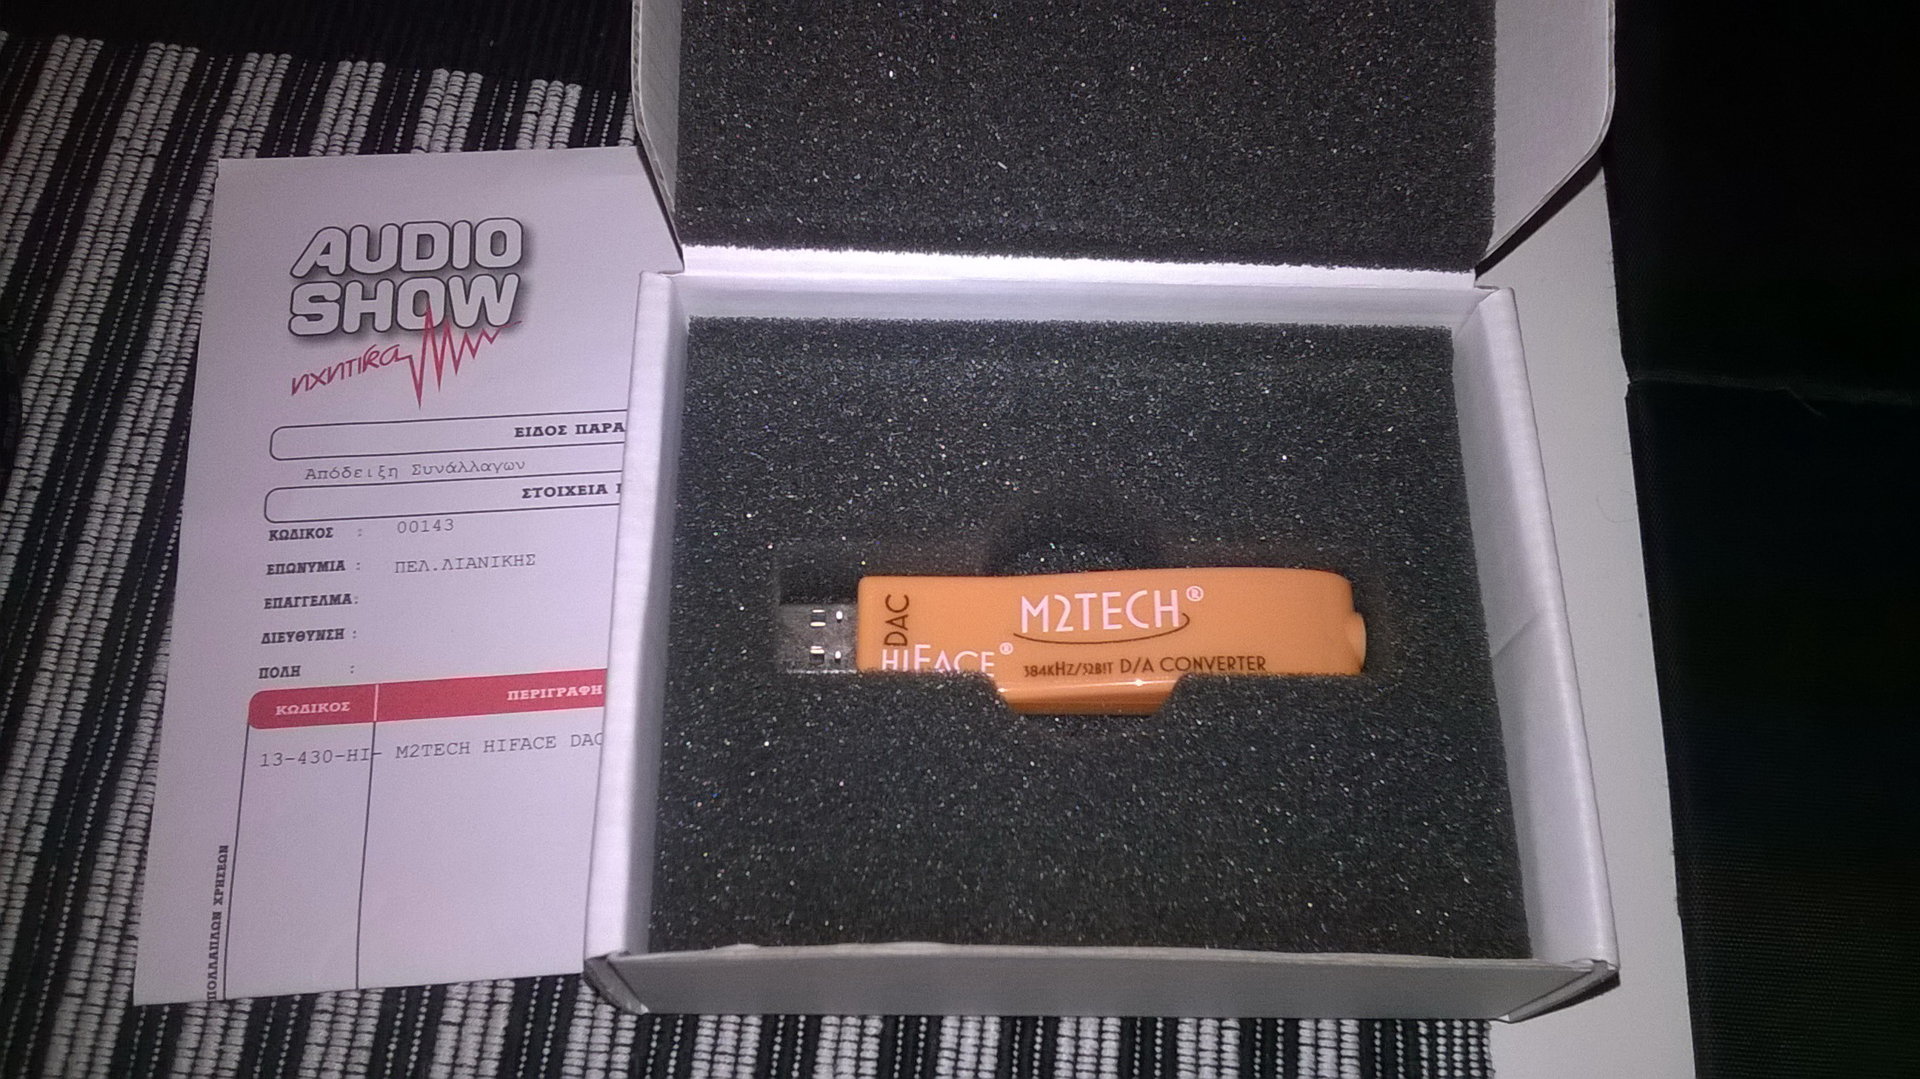 AUDIO
SHOW
ηχητικα
ΕΙΔΟΣ ΠΑΡΑ
Απόδειξη Συνάλλαγων
ΣΤΟΙΧΕΙΑ
ΚΩΔΙΚΟΣ : 00143
ΕΠΩΝΥΜΙΑ : ΠΕΛ.ΛΙΑΝΙΚΗΣ
ΕΠΑΓΓΕΛΜΑ:
ΔΙΕΥΘΥΝΣΗ :
ΠΟΛΗ :
ΚΩΔΙΚΟΣ ΠΕΡΙΓΡΑΦΗ
13-430-HI- M2TECH HIFACE DAC
ΠΟΛΛΑΠΛΩΝ ΧΡΗΣΕΩΝ
DAC
HIFACE®
M2TECH®
384KHZ/32BIT D/A CONVERTER